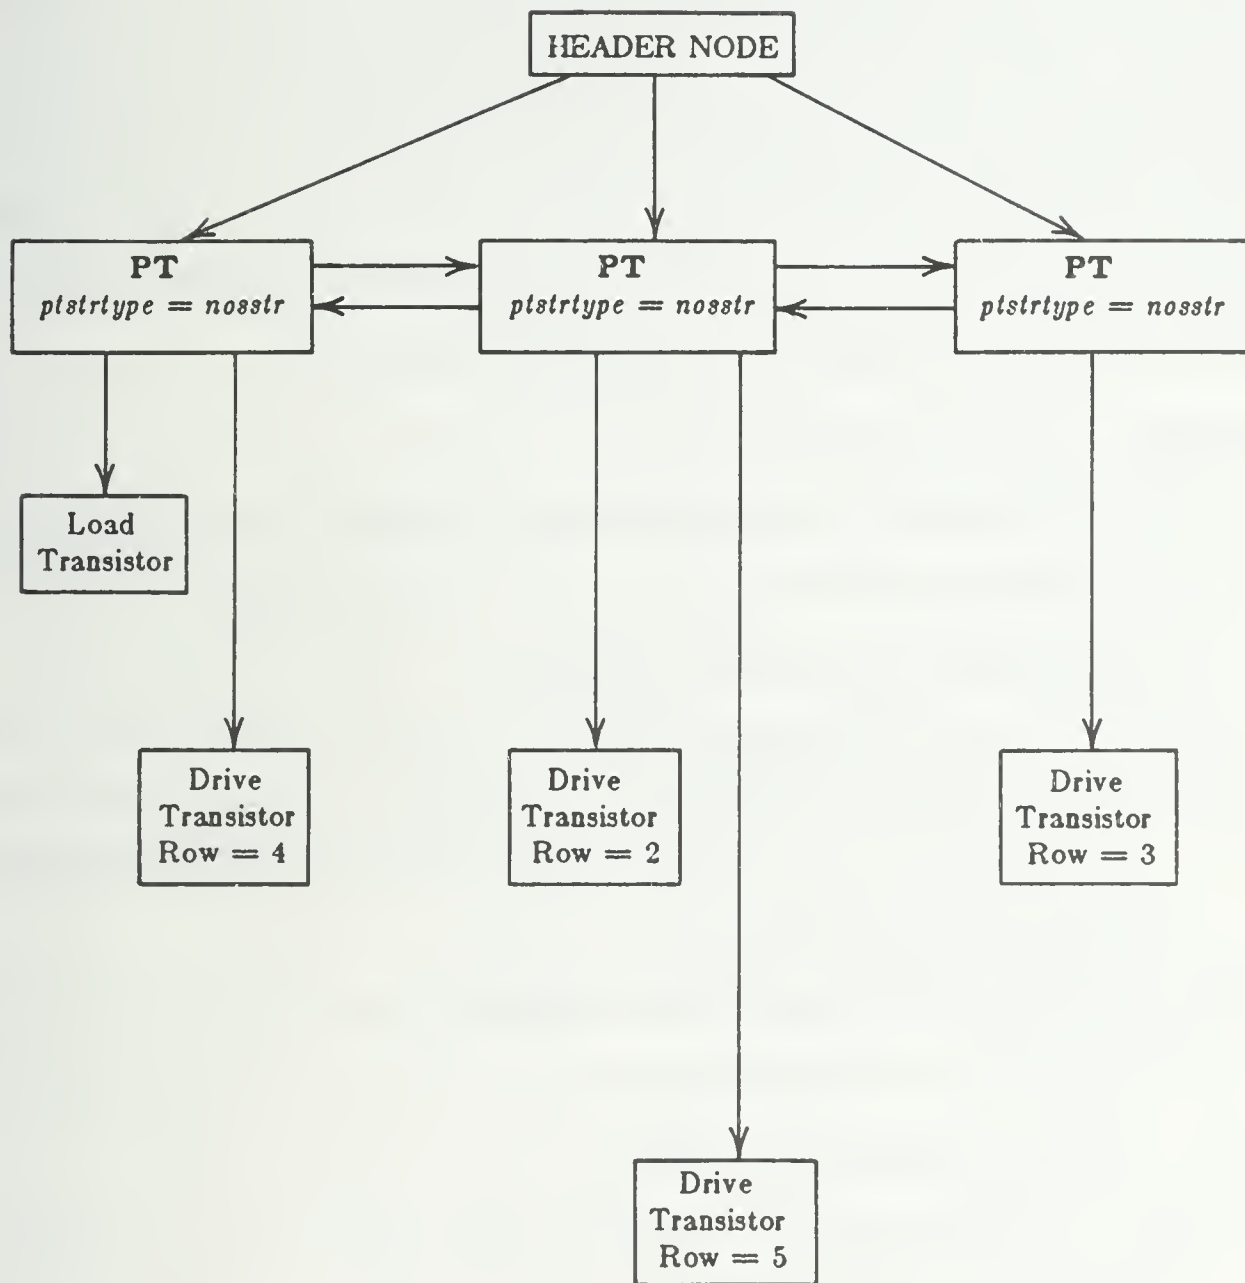 HEADER NODE
PT
ptstrtype = nosstr
PT
ptstrtype = nosstr
PT
ptstrtype = nosstr
Load
Transistor
Drive
Transistor
Row = 4
Drive
Transistor
Row = 2
Drive
Transistor
Row = 3
Drive
Transistor
Row = 5